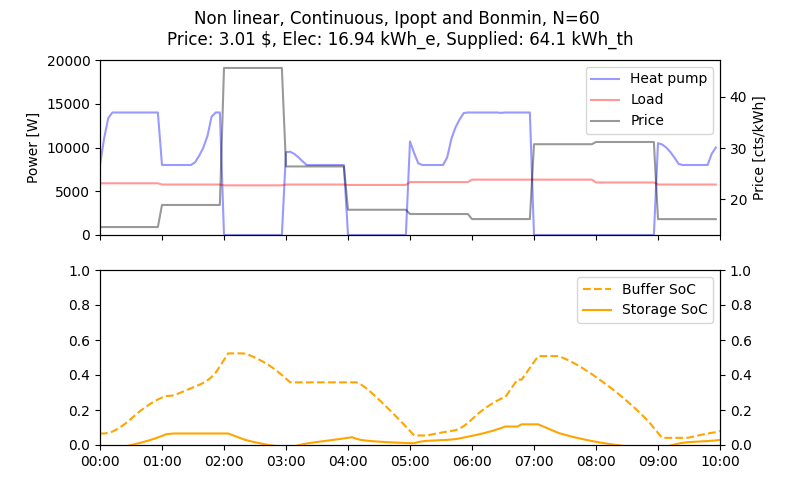 Non linear, Continuous, Ipopt and Bonmin, N=60
Price: 3.01 $, Elec: 16.94 kWh_e, Supplied: 64.1 kWh_th
Power [W]
20000
15000
10000
5000
0
Heat pump
Load
Price
40
30
20
Price [cts/kWh]
1.0
0.8
0.6
0.4
0.2
0.0
Buffer SoC
Storage SoC
1.0
0.8
0.6
0.4
0.2
0.0
00:00 01:00 02:00 03:00 04:00 05:00 06:00 07:00 08:00 09:00 10:00